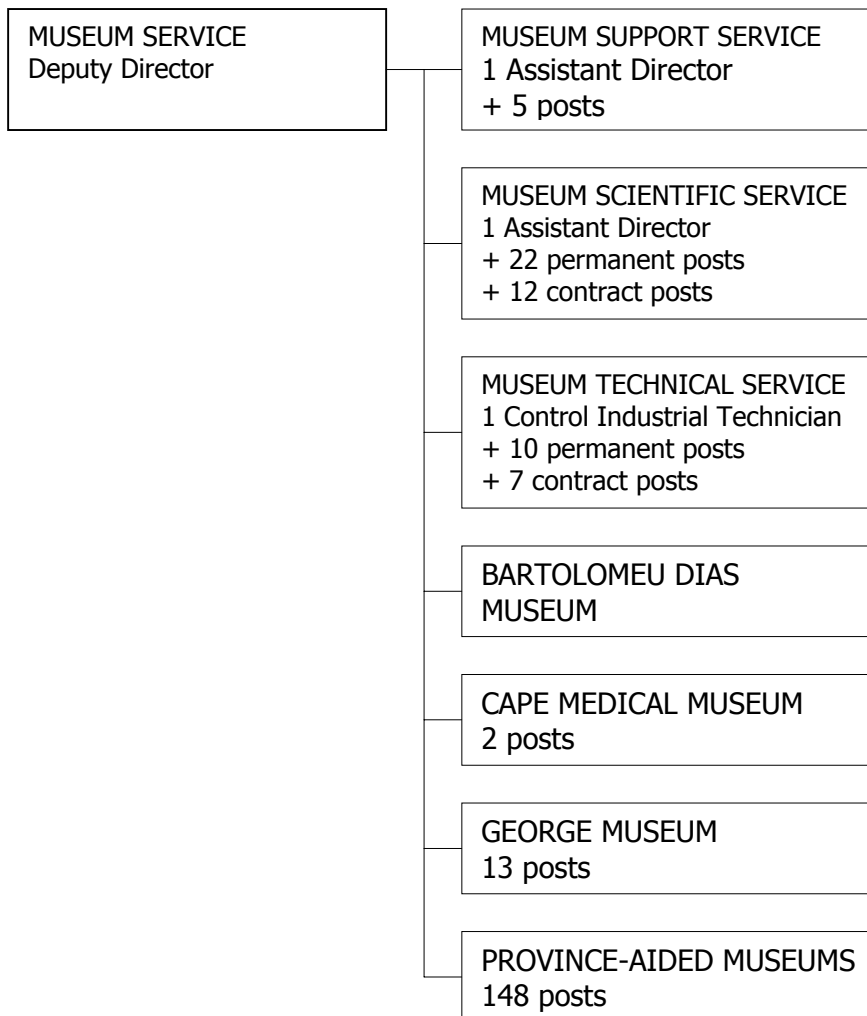 MUSEUM SERVICE
Deputy Director
MUSEUM SUPPORT SERVICE
1 Assistant Director
+ 5 posts
MUSEUM SCIENTIFIC SERVICE
1 Assistant Director
+ 22 permanent posts
+ 12 contract posts
MUSEUM TECHNICAL SERVICE
1 Control Industrial Technician
+ 10 permanent posts
+ 7 contract posts
BARTOLOMEU DIAS
MUSEUM
CAPE MEDICAL MUSEUM
2 posts
GEORGE MUSEUM
13 posts
PROVINCE-AIDED MUSEUMS
148 posts